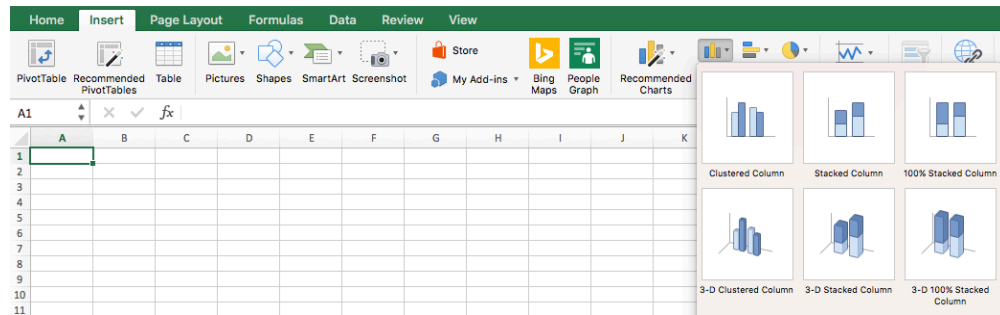 Home Insert Page Layout Formulas Data Review View
Store
PivotTable Recommended PivotTables Table Pictures Shapes SmartArt Screenshot My Add-ins Bing Maps People Graph Recommended Charts
A1 fx
A B C D E F G H I J K
1
2
3
4
5
6
7
8
9
10
11
Clustered Column Stacked Column 100% Stacked Column
3-D Clustered Column 3-D Stacked Column 3-D 100% Stacked
Column